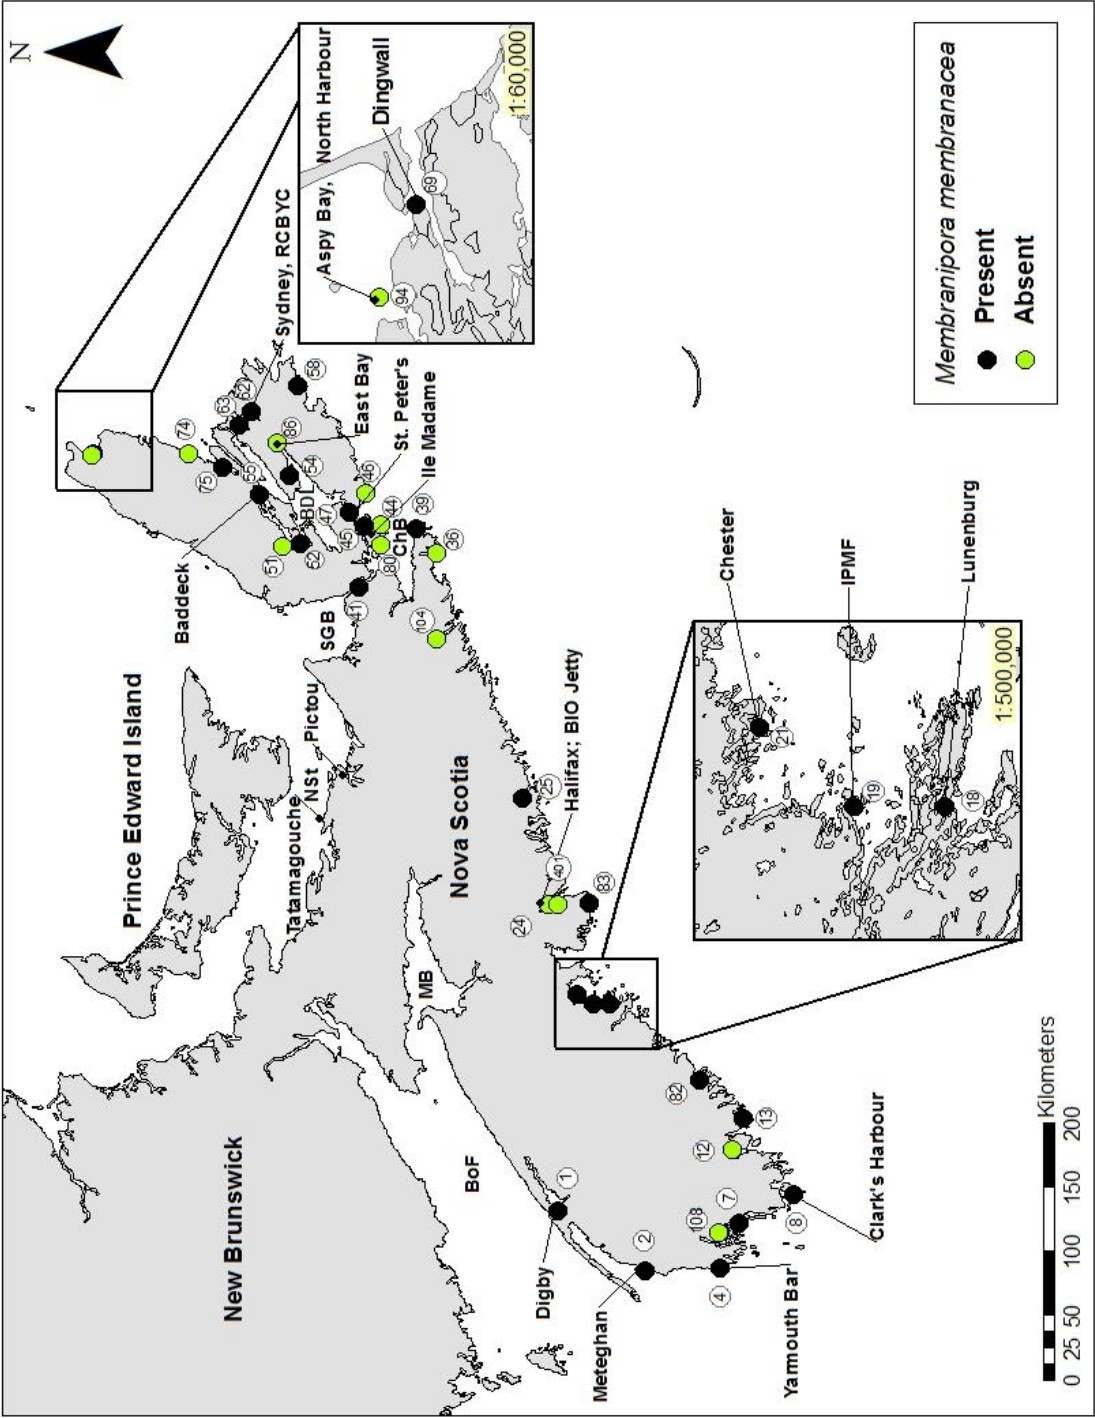 N
New Brunswick
Prince Edward Island
Baddeck
74
75
63
62
55
BDL
86
54
58
Sydney, RCBYC
East Bay
St. Peter's
Ile Madame
51
52
47
45
46
44
80
ChB
39
36
41
104
SGB
Pictou
NSt
Tatamagouche
Nova Scotia
MB
BoF
25
Halifax; BIO Jetty
401
24
83
82
13
12
1
Digby
2
Meteghan
108
7
4
8
Yarmouth Bar
Clark's Harbour
Aspy Bay, North Harbour
Dingwall
69
94
1:60,000
Chester
21
IPMF
19
Lunenburg
18
1:500,000
Membranipora membranacea
Present
Absent
0 25 50 100 150 200
Kilometers